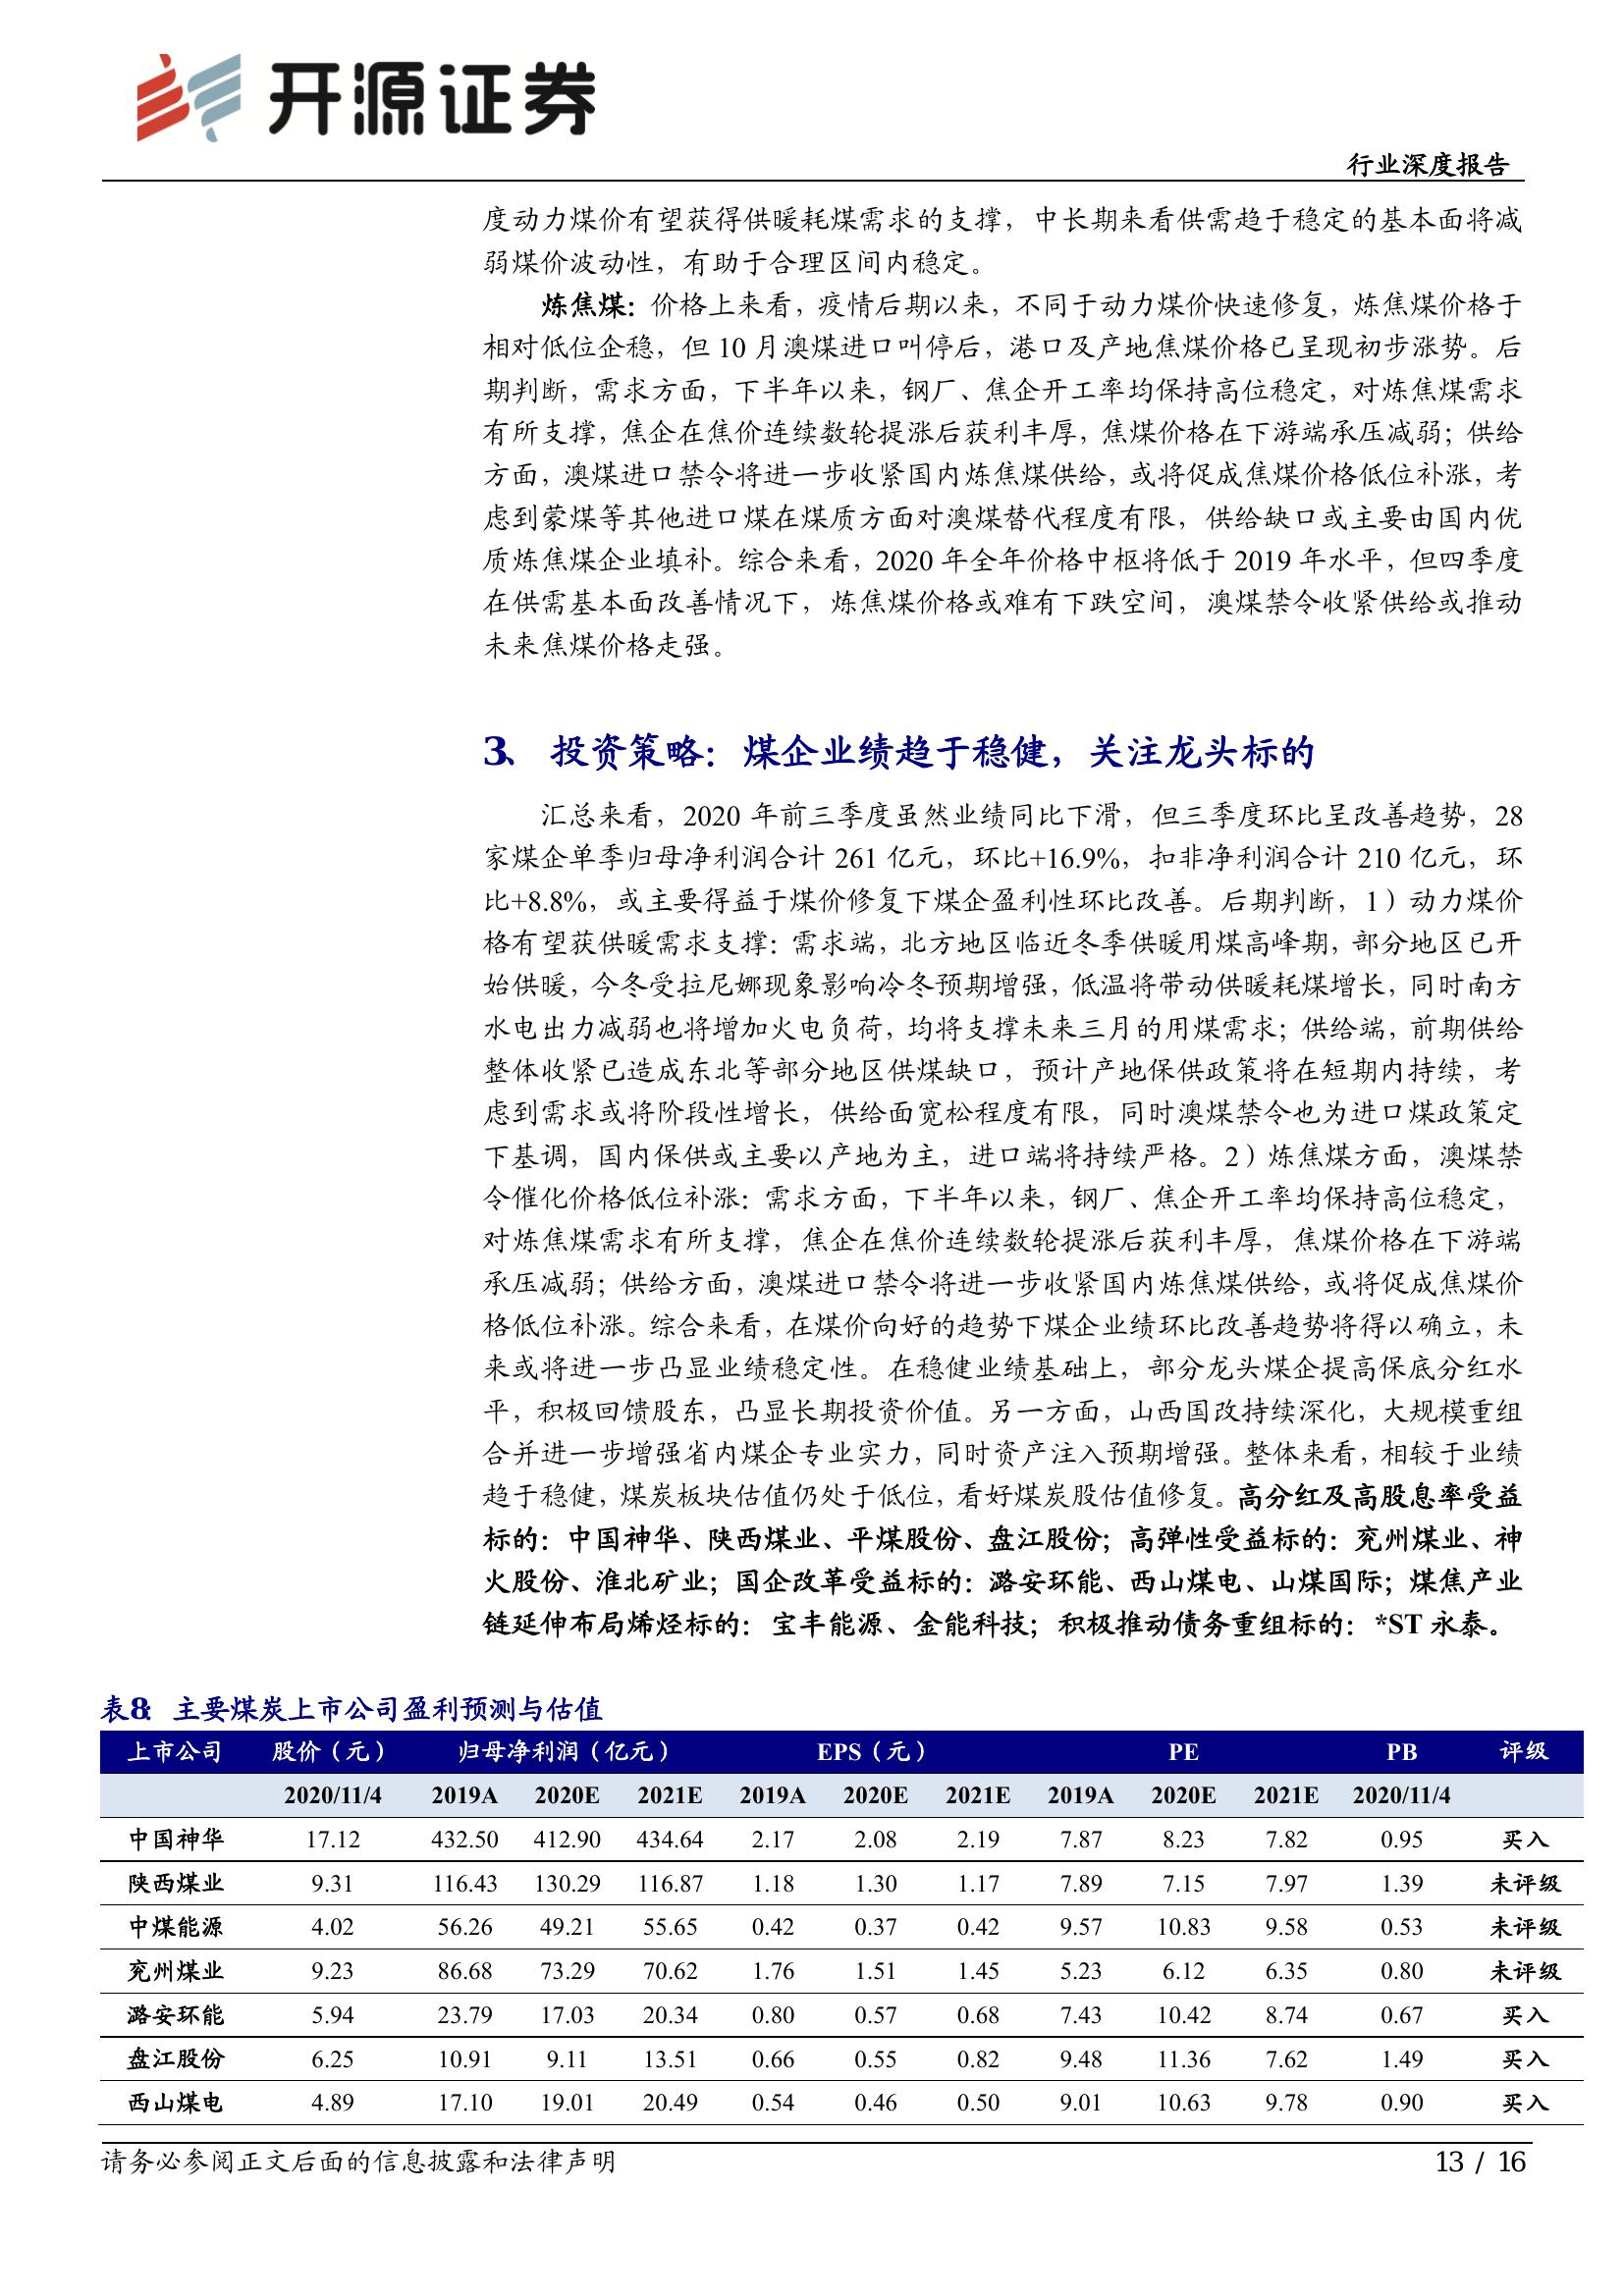 开源证券
行业深度报告
度动力煤价有望获得供暖耗煤需求的支撑，中长期来看供需趋于稳定的基本面将减
弱煤价波动性，有助于合理区间内稳定。
炼焦煤：价格上来看，疫情后期以来，不同于动力煤价快速修复，炼焦煤价格于
相对低位企稳，但 10 月澳煤进口叫停后，港口及产地焦煤价格已呈现初步涨势。后
期判断，需求方面，下半年以来，钢厂、焦企开工率均保持高位稳定，对炼焦煤需求
有所支撑，焦企在焦价连续数轮提涨后获利丰厚，焦煤价格在下游端承压减弱；供给
方面，澳煤进口禁令将进一步收紧国内炼焦煤供给，或将促成焦煤价格低位补涨，考
虑到蒙煤等其他进口煤在煤质方面对澳煤替代程度有限，供给缺口或主要由国内优
质炼焦煤企业填补。综合来看，2020 年全年价格中枢将低于 2019 年水平，但四季度
在供需基本面改善情况下，炼焦煤价格或难有下跌空间，澳煤禁令收紧供给或推动
未来焦煤价格走强。
3、 投资策略：煤企业绩趋于稳健，关注龙头标的
汇总来看，2020 年前三季度虽然业绩同比下滑，但三季度环比呈改善趋势，28
家煤企单季归母净利润合计 261 亿元，环比+16.9%，扣非净利润合计 210 亿元，环
比+8.8%，或主要得益于煤价修复下煤企盈利性环比改善。后期判断，1）动力煤价
格有望获供暖需求支撑：需求端，北方地区临近冬季供暖用煤高峰期，部分地区已开
始供暖，今冬受拉尼娜现象影响冷冬预期增强，低温将带动供暖耗煤增长，同时南方
水电出力减弱也将增加火电负荷，均将支撑未来三月的用煤需求；供给端，前期供给
整体收紧已造成东北等部分地区供煤缺口，预计产地保供政策将在短期内持续，考
虑到需求或将阶段性增长，供给面宽松程度有限，同时澳煤禁令也为进口煤政策定
下基调，国内保供或主要以产地为主，进口端将持续严格。2）炼焦煤方面，澳煤禁
令催化价格低位补涨：需求方面，下半年以来，钢厂、焦企开工率均保持高位稳定，
对炼焦煤需求有所支撑，焦企在焦价连续数轮提涨后获利丰厚，焦煤价格在下游端
承压减弱；供给方面，澳煤进口禁令将进一步收紧国内炼焦煤供给，或将促成焦煤价
格低位补涨。综合来看，在煤价向好的趋势下煤企业绩环比改善趋势将得以确立，未
来或将进一步凸显业绩稳定性。在稳健业绩基础上，部分龙头煤企提高保底分红水
平，积极回馈股东，凸显长期投资价值。另一方面，山西国改持续深化，大规模重组
合并进一步增强省内煤企专业实力，同时资产注入预期增强。整体来看，相较于业绩
趋于稳健，煤炭板块估值仍处于低位，看好煤炭股估值修复。高分红及高股息率受益
标的：中国神华、陕西煤业、平煤股份、盘江股份；高弹性受益标的：兖州煤业、神
火股份、淮北矿业；国企改革受益标的：潞安环能、西山煤电、山煤国际；煤焦产业
链延伸布局烯烃标的：宝丰能源、金能科技；积极推动债务重组标的：*ST 永泰。
表8：主要煤炭上市公司盈利预测与估值
上市公司 股价（元） 归母净利润（亿元） EPS（元） PE PB 评级
2020/11/4 2019A 2020E 2021E 2019A 2020E 2021E 2019A 2020E 2021E 2020/11/4
中国神华 17.12 432.50 412.90 434.64 2.17 2.08 2.19 7.87 8.23 7.82 0.95 买入
陕西煤业 9.31 116.43 130.29 116.87 1.18 1.30 1.17 7.89 7.15 7.97 1.39 未评级
中煤能源 4.02 56.26 49.21 55.65 0.42 0.37 0.42 9.57 10.83 9.58 0.53 未评级
兖州煤业 9.23 86.68 73.29 70.62 1.76 1.51 1.45 5.23 6.12 6.35 0.80 未评级
潞安环能 5.94 23.79 17.03 20.34 0.80 0.57 0.68 7.43 10.42 8.74 0.67 买入
盘江股份 6.25 10.91 9.11 13.51 0.66 0.55 0.82 9.48 11.36 7.62 1.49 买入
西山煤电 4.89 17.10 19.01 20.49 0.54 0.46 0.50 9.01 10.63 9.78 0.90 买入
请务必参阅正文后面的信息披露和法律声明
13 / 16